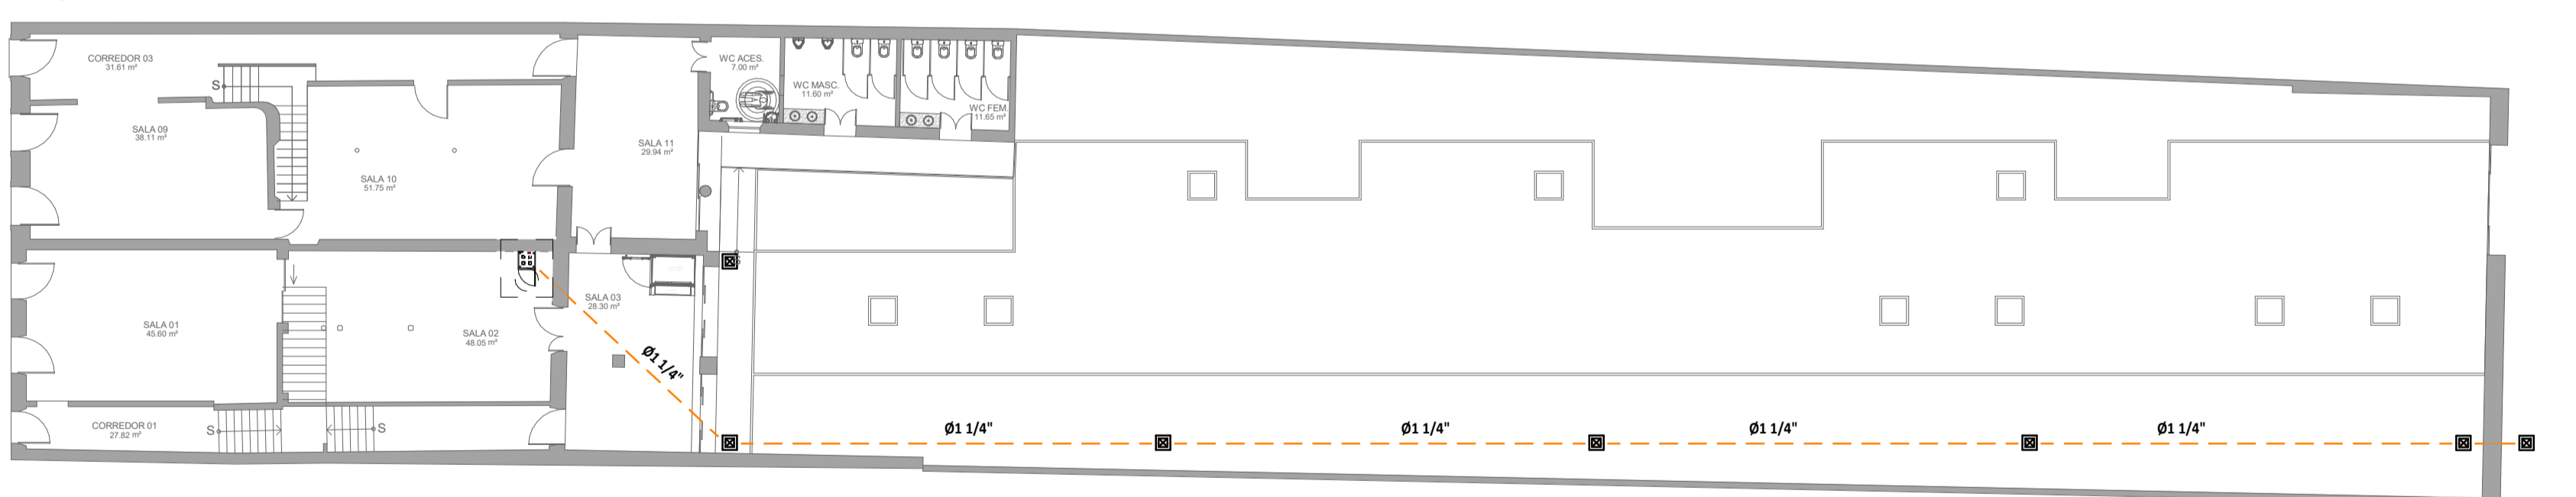 CORREDOR 03
31.61 m²
S
WC ACES.
7.00 m²
WC MASC.
11.60 m²
WC FEM.
11.65 m²
SALA 09
38.11 m²
SALA 10
51.75 m²
SALA 11
29.94 m²
SALA 01
45.60 m²
SALA 02
48.05 m²
SALA 03
28.30 m²
Ø1 1/4"
CORREDOR 01
27.82 m²
S
S
Ø1 1/4"
Ø1 1/4"
Ø1 1/4"
Ø1 1/4"